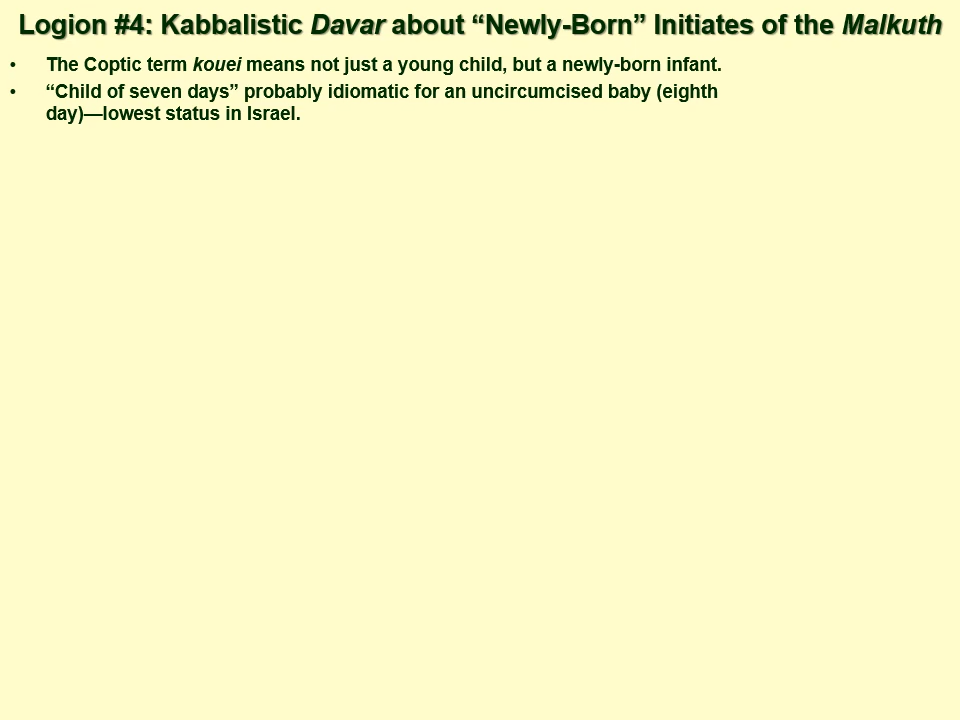 Logion #4: Kabbalistic Davar about “Newly-Born” Initiates of the Malkuth
• The Coptic term kouei means not just a young child, but a newly-born infant.
• “Child of seven days” probably idiomatic for an uncircumcised baby (eighth
day)—lowest status in Israel.